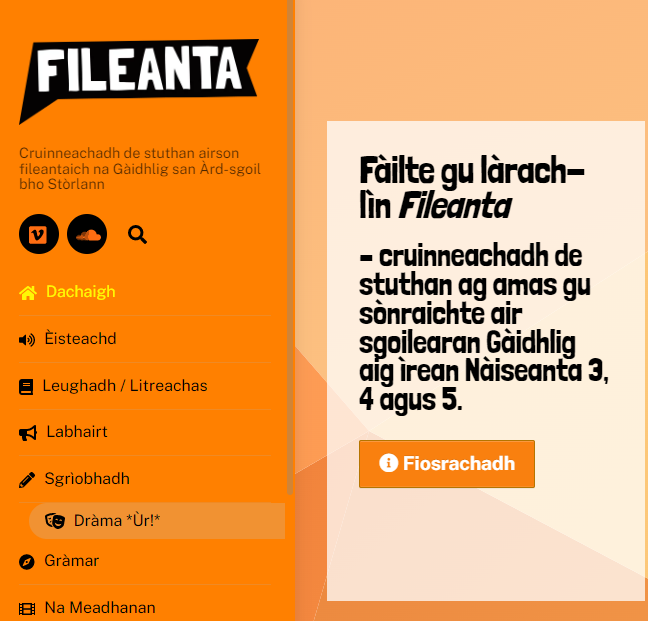 FILEANTA
Cruinneachadh de stuthan airson
fileantaich na Gàidhlig san Àrd-sgoil
bho Stòrlann
Dachaigh
Èisteachd
Leughadh / Litreachas
Labhairt
Sgrìobhadh
Dràma *Ùr!*
Gràmar
Na Meadhanan
Fàilte gu làrach-
lìn Fileanta
- cruinneachadh de
stuthan ag amas gu
sònraichte air
sgoilearan Gàidhlig
aig ìrean Nàiseanta 3,
4 agus 5.
Fiosrachadh